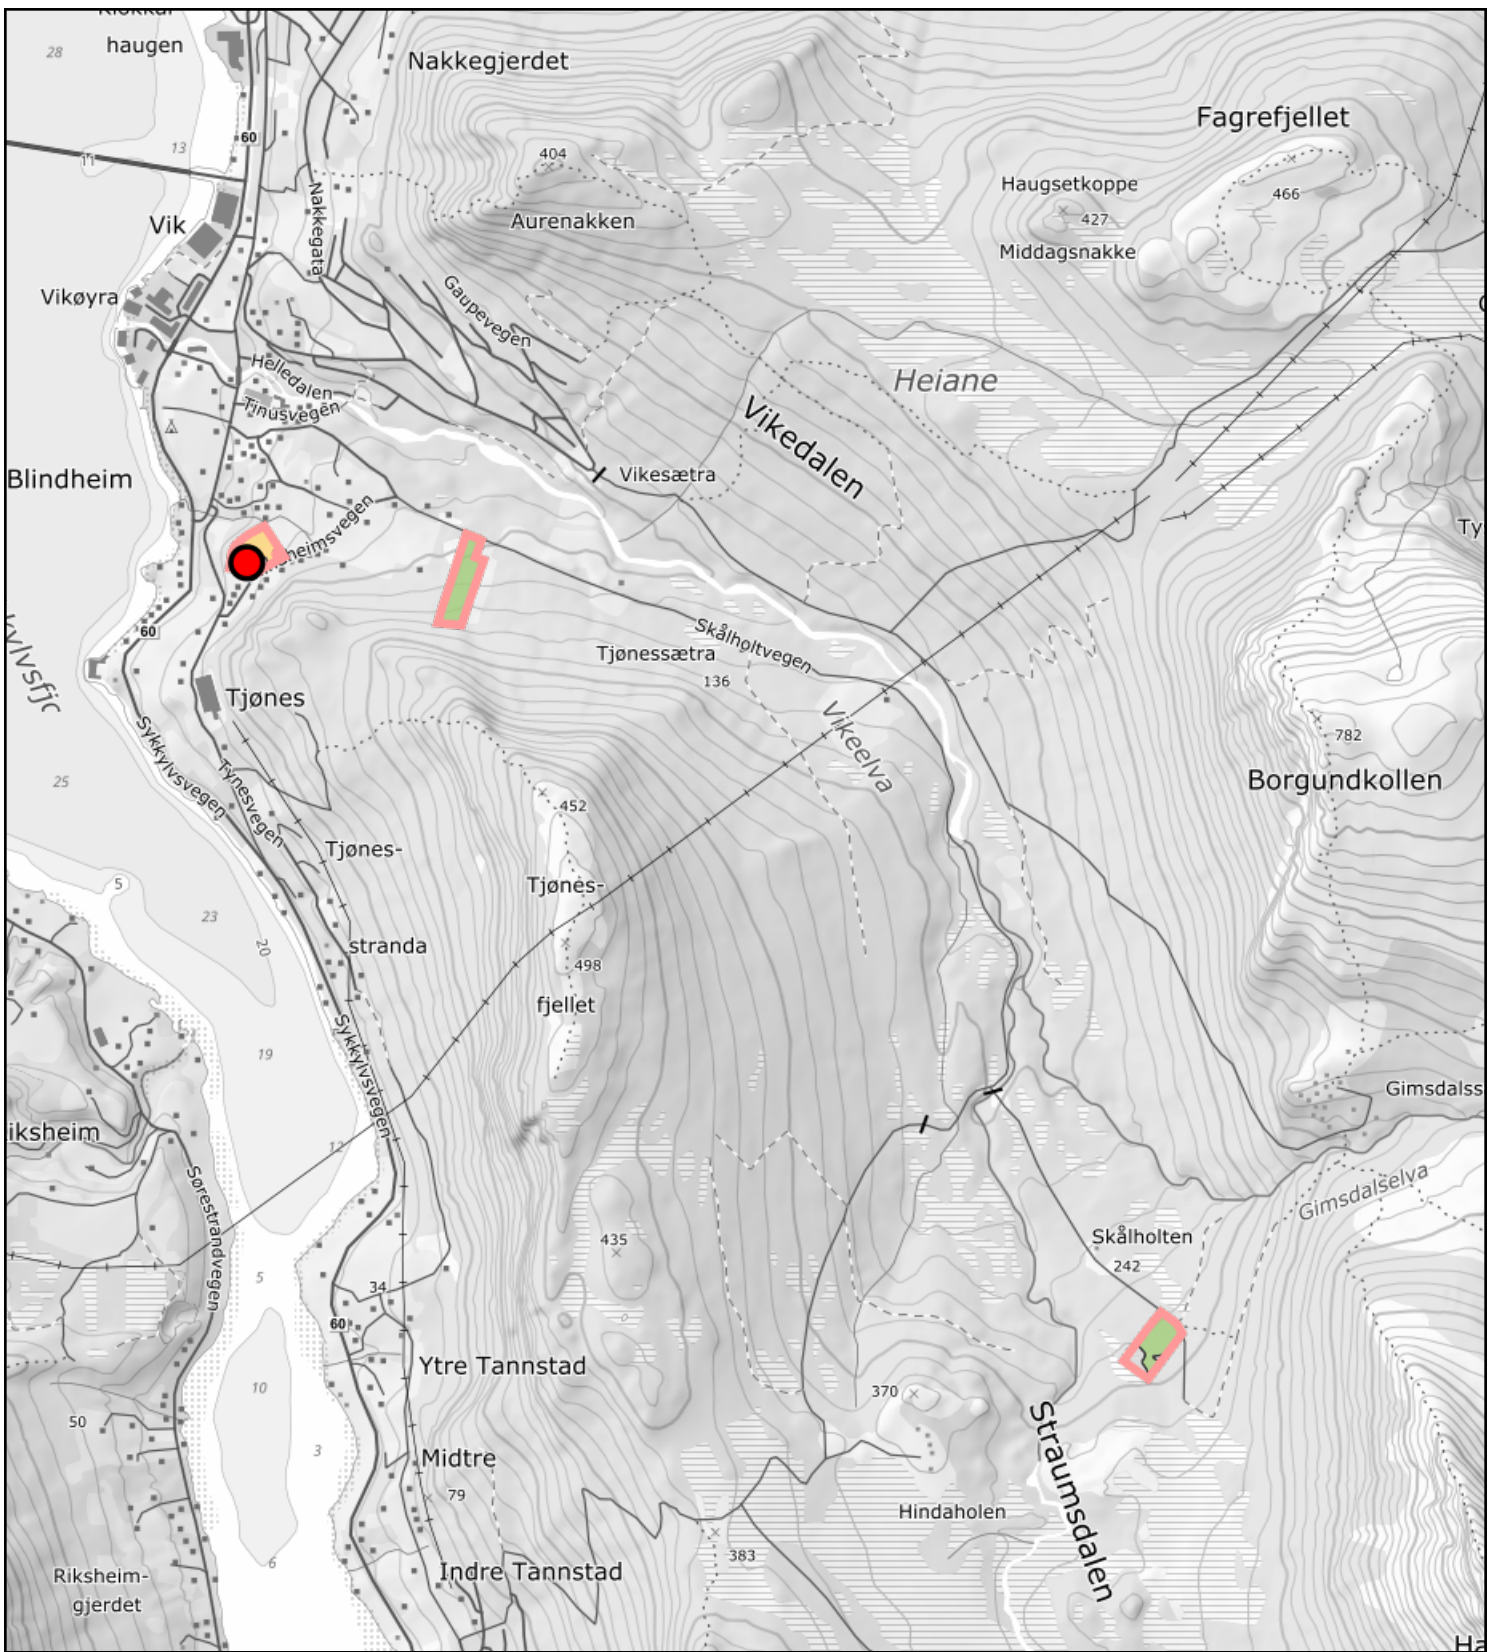 haugen
28
Nakkegjerdet
Fagrefjellet
60
13
11
404
Haugsetkoppe
466
427
Middagsnakke
Nakkegata
Aurenakken
Vik
Vikøyra
Gaupevegen
Helledalen
Tinusvegen
Heiane
Vikedalen
Vikesætra
Blindheim
heimsvegen
60
Skålholtvegen
Tjønessætra
136
Tjønes
Vikeelva
782
Borgundkollen
Sykkylvsvegen
Tynesvegen
25
452
Tjønes-
stranda
Tjønes-
fjellet
498
5
23
20
19
Sykkylvsvegen
12
iksheim
Sørestrandvegen
Gimsdalss
Gimsdalselva
Skålholten
242
435
5
34
60
Ytre Tannstad
10
370
50
3
Straumsdalen
Midtre
79
Hindaholen
383
6
Indre Tannstad
Riksheim-
gjerdet